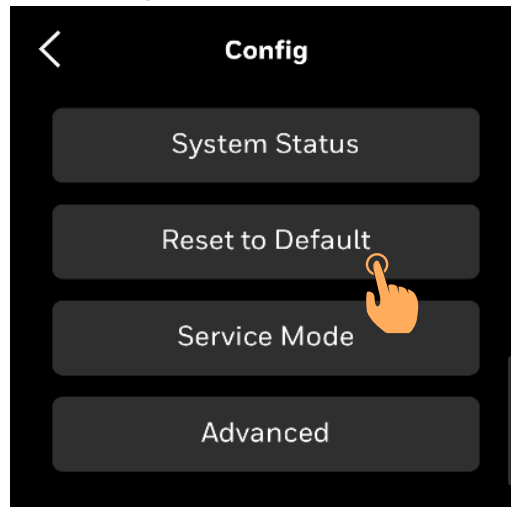 Config
System Status
Reset to Default
Service Mode
Advanced